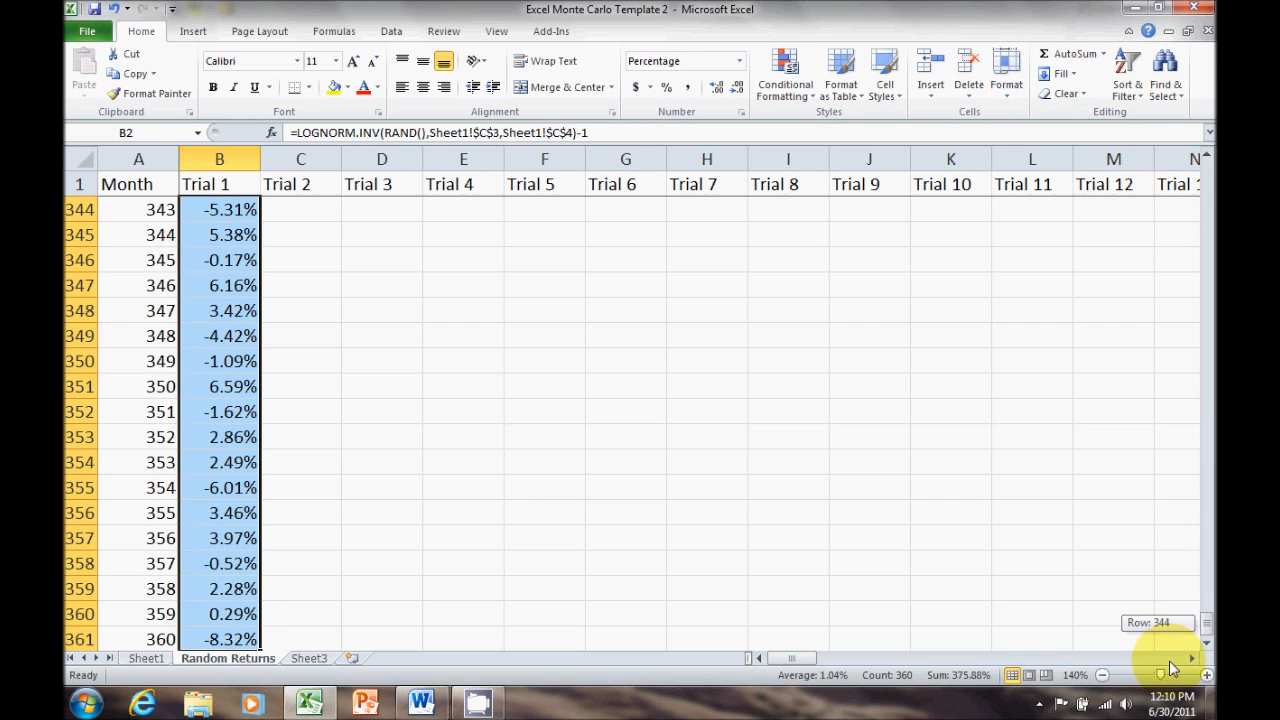 Excel Monte Carlo Template 2 - Microsoft Excel
File Home Insert Page Layout Formulas Data Review View Add-Ins
Paste
Cut
Copy
Format Painter
Clipboard
Calibri 11
B I U
Font
Wrap Text
Merge & Center
Alignment
Percentage
$ % ,
Number
Conditional Formatting
Format as Table
Cell Styles
Styles
Insert Delete Format
Cells
Σ AutoSum
Fill
Clear
Sort & Filter
Find & Select
Editing
B2 fx =LOGNORM.INV(RAND(),Sheet1!$C$3,Sheet1!$C$4)-1
A B C D E F G H I J K L M N
1 Month Trial 1 Trial 2 Trial 3 Trial 4 Trial 5 Trial 6 Trial 7 Trial 8 Trial 9 Trial 10 Trial 11 Trial 12 Trial
344 343 -5.31%
345 344 5.38%
346 345 -0.17%
347 346 6.16%
348 347 3.42%
349 348 -4.42%
350 349 -1.09%
351 350 6.59%
352 351 -1.62%
353 352 2.86%
354 353 2.49%
355 354 -6.01%
356 355 3.46%
357 356 3.97%
358 357 -0.52%
359 358 2.28%
360 359 0.29%
361 360 -8.32%
Row: 344
Sheet1 Random Returns Sheet3
Ready Average: 1.04% Count: 360 Sum: 375.88% 140%
12:10 PM
6/30/2011